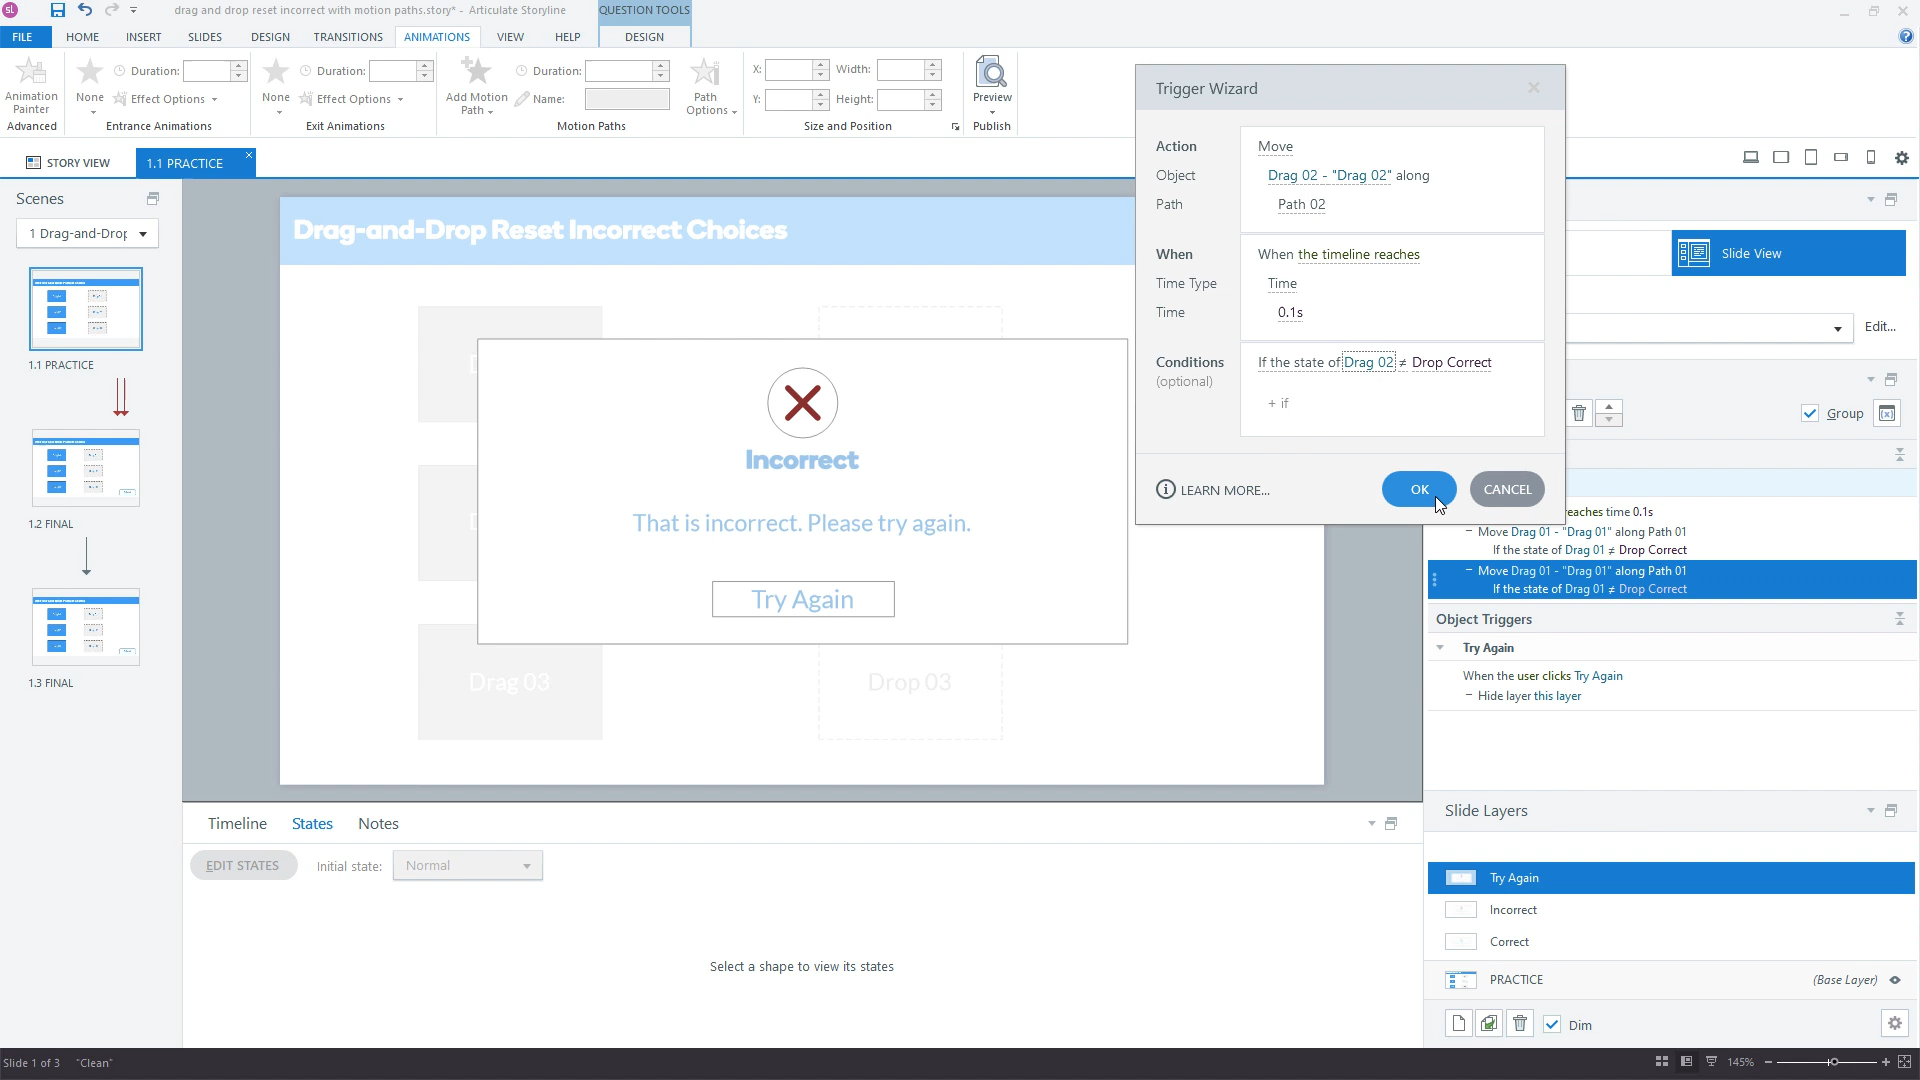 sl
drag and drop reset incorrect with motion paths.story* - Articulate Storyline
QUESTION TOOLS
FILE
HOME
INSERT
SLIDES
DESIGN
TRANSITIONS
ANIMATIONS
VIEW
HELP
DESIGN
Animation
Painter
Advanced
None
Duration:
Effect Options
Entrance Animations
None
Duration:
Effect Options
Exit Animations
Add Motion
Path
Duration:
Name:
Motion Paths
Path
Options
X:
Width:
Y:
Height:
Size and Position
Preview
Publish
STORY VIEW
1.1 PRACTICE
Scenes
1 Drag-and-Drop
1.1 PRACTICE
1.2 FINAL
1.3 FINAL
Drag-and-Drop Reset Incorrect Choices
Incorrect
That is incorrect. Please try again.
Try Again
Drag 03
Drop 03
Trigger Wizard
Action
Move
Object
Drag 02 - "Drag 02" along
Path
Path 02
When
When the timeline reaches
Time Type
Time
Time
0.1s
Conditions
(optional)
If the state of Drag 02 ≠ Drop Correct
+ if
LEARN MORE...
OK
CANCEL
Slide View
Edit...
Group
eaches time 0.1s
Move Drag 01 - "Drag 01" along Path 01
If the state of Drag 01 ≠ Drop Correct
Move Drag 01 - "Drag 01" along Path 01
If the state of Drag 01 ≠ Drop Correct
Object Triggers
Try Again
When the user clicks Try Again
Hide layer this layer
Slide Layers
Try Again
Incorrect
Correct
PRACTICE
(Base Layer)
Dim
Timeline
States
Notes
EDIT STATES
Initial state:
Normal
Select a shape to view its states
Slide 1 of 3
"Clean"
145%